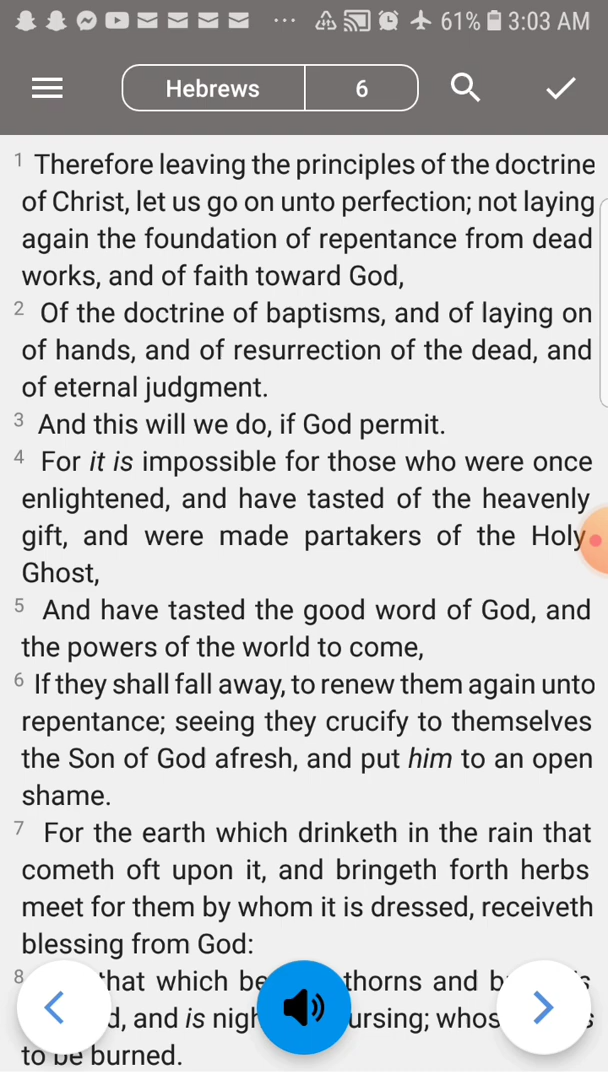 61% 3:03 AM
Hebrews 6
1 Therefore leaving the principles of the doctrine
of Christ, let us go on unto perfection; not laying
again the foundation of repentance from dead
works, and of faith toward God,
2 Of the doctrine of baptisms, and of laying on
of hands, and of resurrection of the dead, and
of eternal judgment.
3 And this will we do, if God permit.
4 For it is impossible for those who were once
enlightened, and have tasted of the heavenly
gift, and were made partakers of the Holy
Ghost,
5 And have tasted the good word of God, and
the powers of the world to come,
6 If they shall fall away, to renew them again unto
repentance; seeing they crucify to themselves
the Son of God afresh, and put him to an open
shame.
7 For the earth which drinketh in the rain that
cometh oft upon it, and bringeth forth herbs
meet for them by whom it is dressed, receiveth
blessing from God:
8 that which thorns and
and is
to be burned.